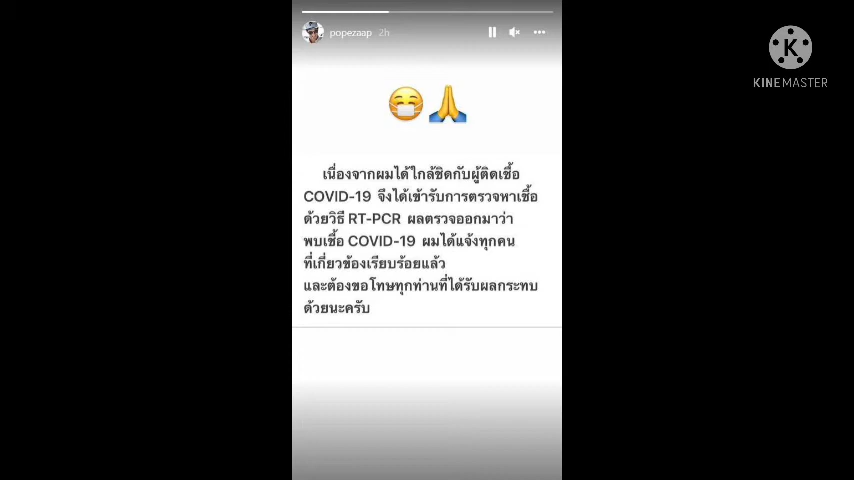 popezaap 2h
KINEMASTER
เนื่องจากผมได้ใกล้ชิดกับผู้ติดเชื้อ
COVID-19 จึงได้เข้ารับการตรวจหาเชื้อ
ด้วยวิธี RT-PCR ผลตรวจออกมาว่า
พบเชื้อ COVID-19 ผมได้แจ้งทุกคน
ที่เกี่ยวข้องเรียบร้อยแล้ว
และต้องขอโทษทุกท่านที่ได้รับผลกระทบ
ด้วยนะครับ